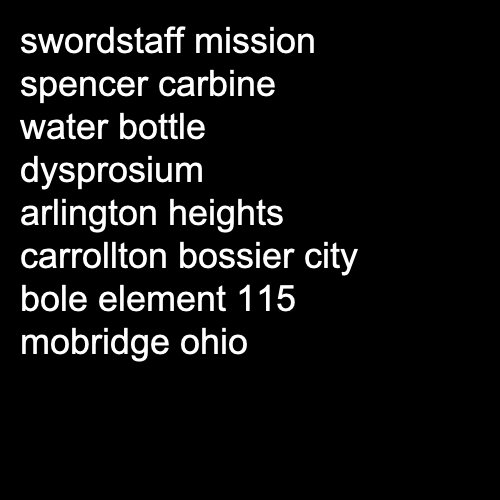 swordstaff mission
spencer carbine
water bottle
dysprosium
arlington heights
carrollton bossier city
bole element 115
mobridge ohio